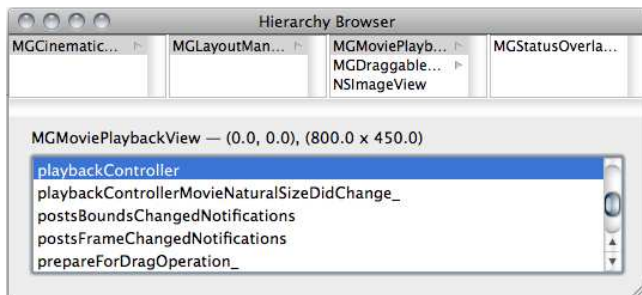 Hierarchy Browser
MGCinematic...
MGLayoutMan...
MGMoviePlayb...
MGDraggable...
NSImageView
MGStatusOverla...
MGMoviePlaybackView — (0.0, 0.0), (800.0 x 450.0)
playbackController
playbackControllerMovieNaturalSizeDidChange_
postsBoundsChangedNotifications
postsFrameChangedNotifications
prepareForDragOperation_